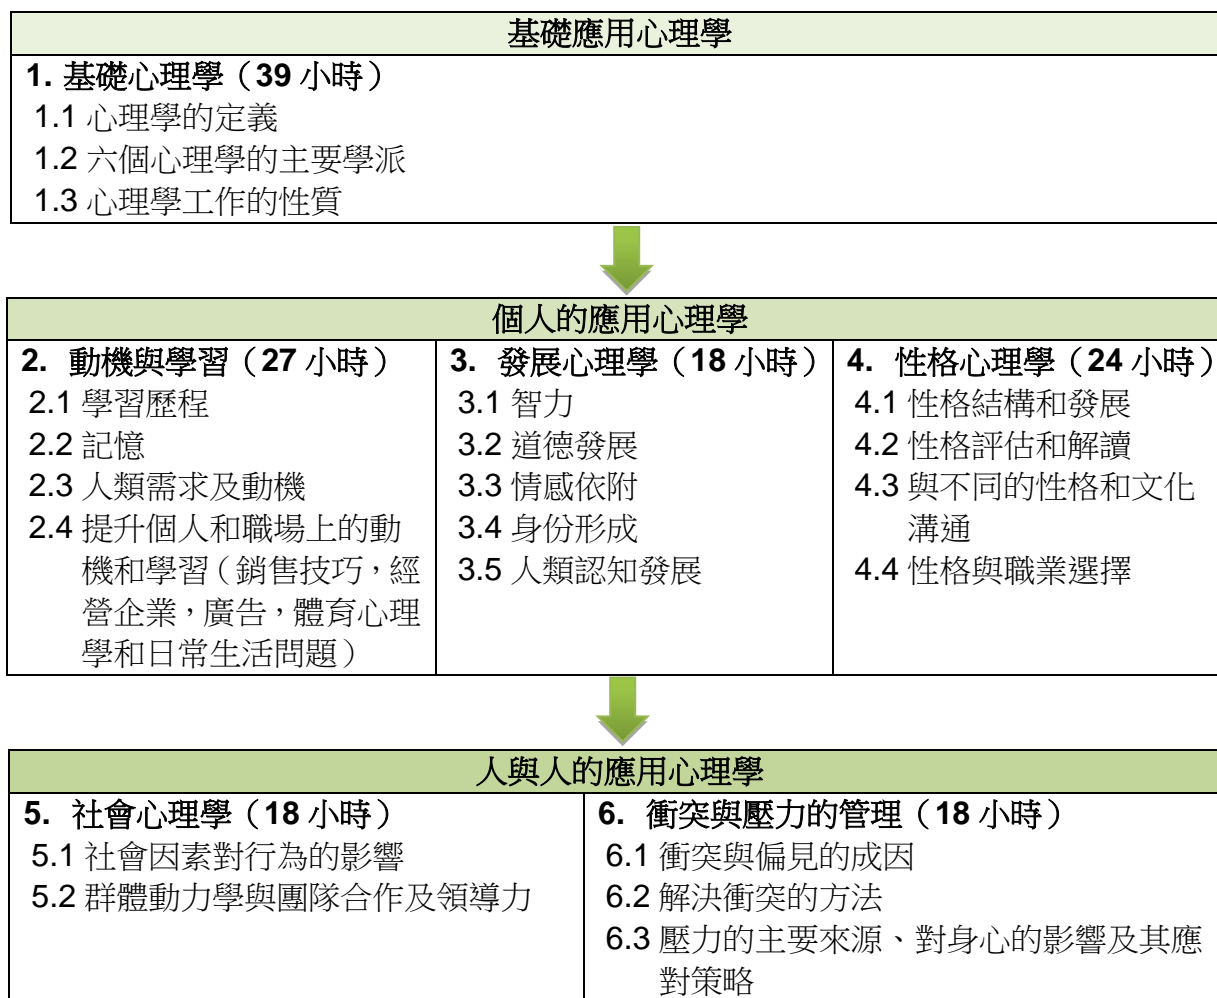 基礎應用心理學
1. 基礎心理學（39 小時）
1.1 心理學的定義
1.2 六個心理學的主要學派
1.3 心理學工作的性質
個人的應用心理學
2. 動機與學習（27 小時）
2.1 學習歷程
2.2 記憶
2.3 人類需求及動機
2.4 提升個人和職場上的動
機和學習（銷售技巧，經
營企業，廣告，體育心理
學和日常生活問題）
3. 發展心理學（18 小時）
3.1 智力
3.2 道德發展
3.3 情感依附
3.4 身份形成
3.5 人類認知發展
4. 性格心理學（24 小時）
4.1 性格結構和發展
4.2 性格評估和解讀
4.3 與不同的性格和文化
溝通
4.4 性格與職業選擇
人與人的應用心理學
5. 社會心理學（18 小時）
5.1 社會因素對行為的影響
5.2 群體動力學與團隊合作及領導力
6. 衝突與壓力的管理（18 小時）
6.1 衝突與偏見的成因
6.2 解決衝突的方法
6.3 壓力的主要來源、對身心的影響及其應
對策略